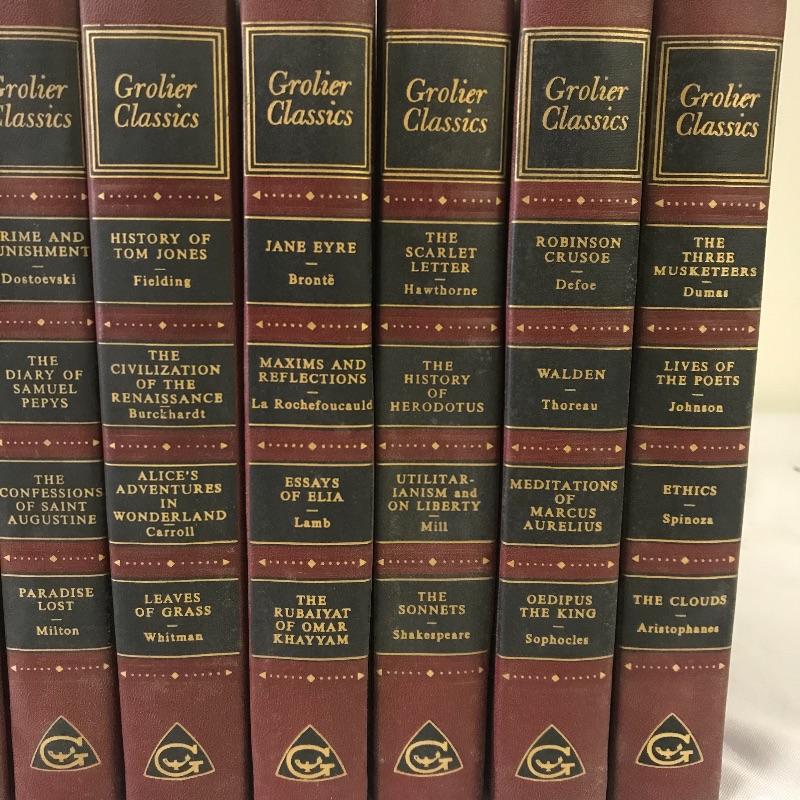 Grolier
Classics
RIME AND
UNISHMENT
Dostoevski
THE
DIARY OF
SAMUEL
PEPYS
THE
CONFESSIONS
OF SAINT
AUGUSTINE
PARADISE
LOST
Milton
G
Grolier
Classics
HISTORY OF
TOM JONES
Fielding
THE
CIVILIZATION
OF THE
RENAISSANCE
Burckhardt
ALICE'S
ADVENTURES
IN
WONDERLAND
Carroll
LEAVES
OF GRASS
Whitman
G
Grolier
Classics
JANE EYRE
Brontë
MAXIMS AND
REFLECTIONS
La Rochefoucauld
ESSAYS
OF ELIA
Lamb
THE
RUBAIYAT
OF OMAR
KHAYYAM
G
Grolier
Classics
THE
SCARLET
LETTER
Hawthorne
THE
HISTORY
OF
HERODOTUS
UTILITAR-
IANISM and
ON LIBERTY
Mill
THE
SONNETS
Shakespeare
G
Grolier
Classics
ROBINSON
CRUSOE
Defoe
WALDEN
Thoreau
MEDITATIONS
OF
MARCUS
AURELIUS
OEDIPUS
THE KING
Sophocles
G
Grolier
Classics
THE
THREE
MUSKETEERS
Dumas
LIVES OF
THE POETS
Johnson
ETHICS
Spinoza
THE CLOUDS
Aristophanes
G